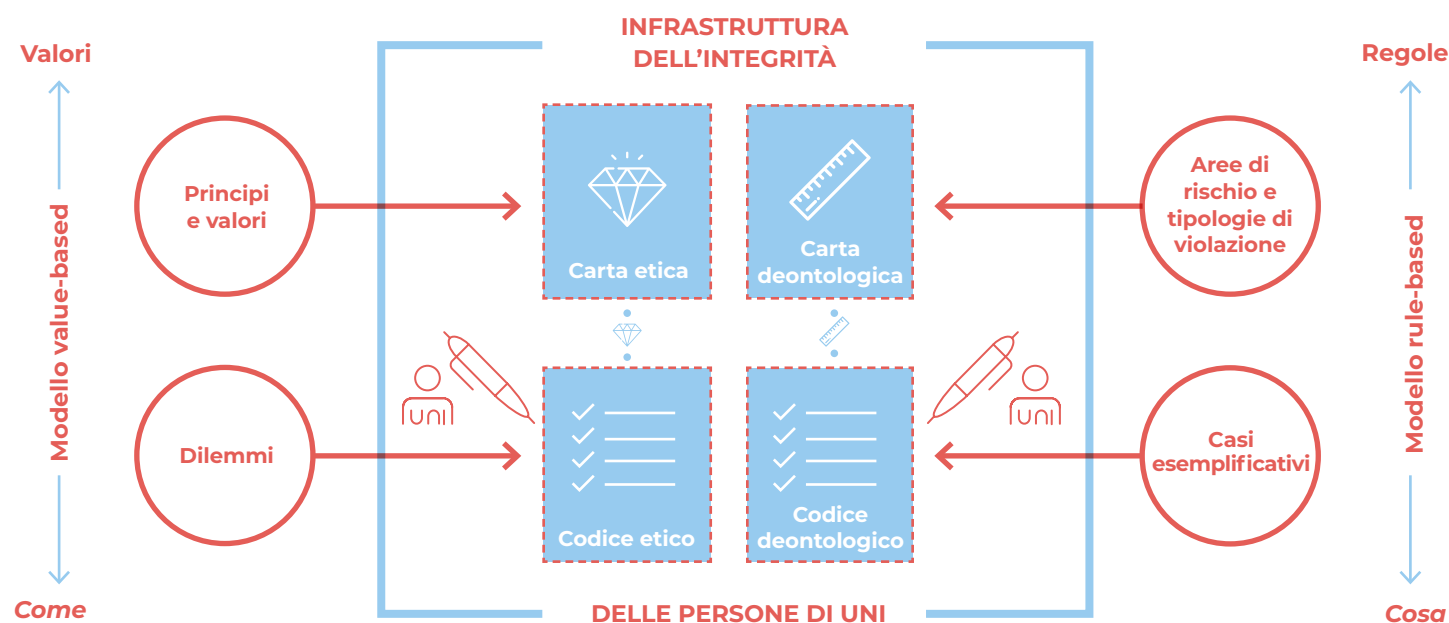 INFRASTRUTTURA
DELL'INTEGRITÀ
Valori
Regole
Modello value-based
Principi
e valori
Carta etica
Carta
deontologica
Aree di
rischio e
tipologie di
violazione
Modello rule-based
UNI
UNI
Dilemmi
Codice etico
Codice
deontologico
Casi
esemplificativi
Come
DELLE PERSONE DI UNI
Cosa